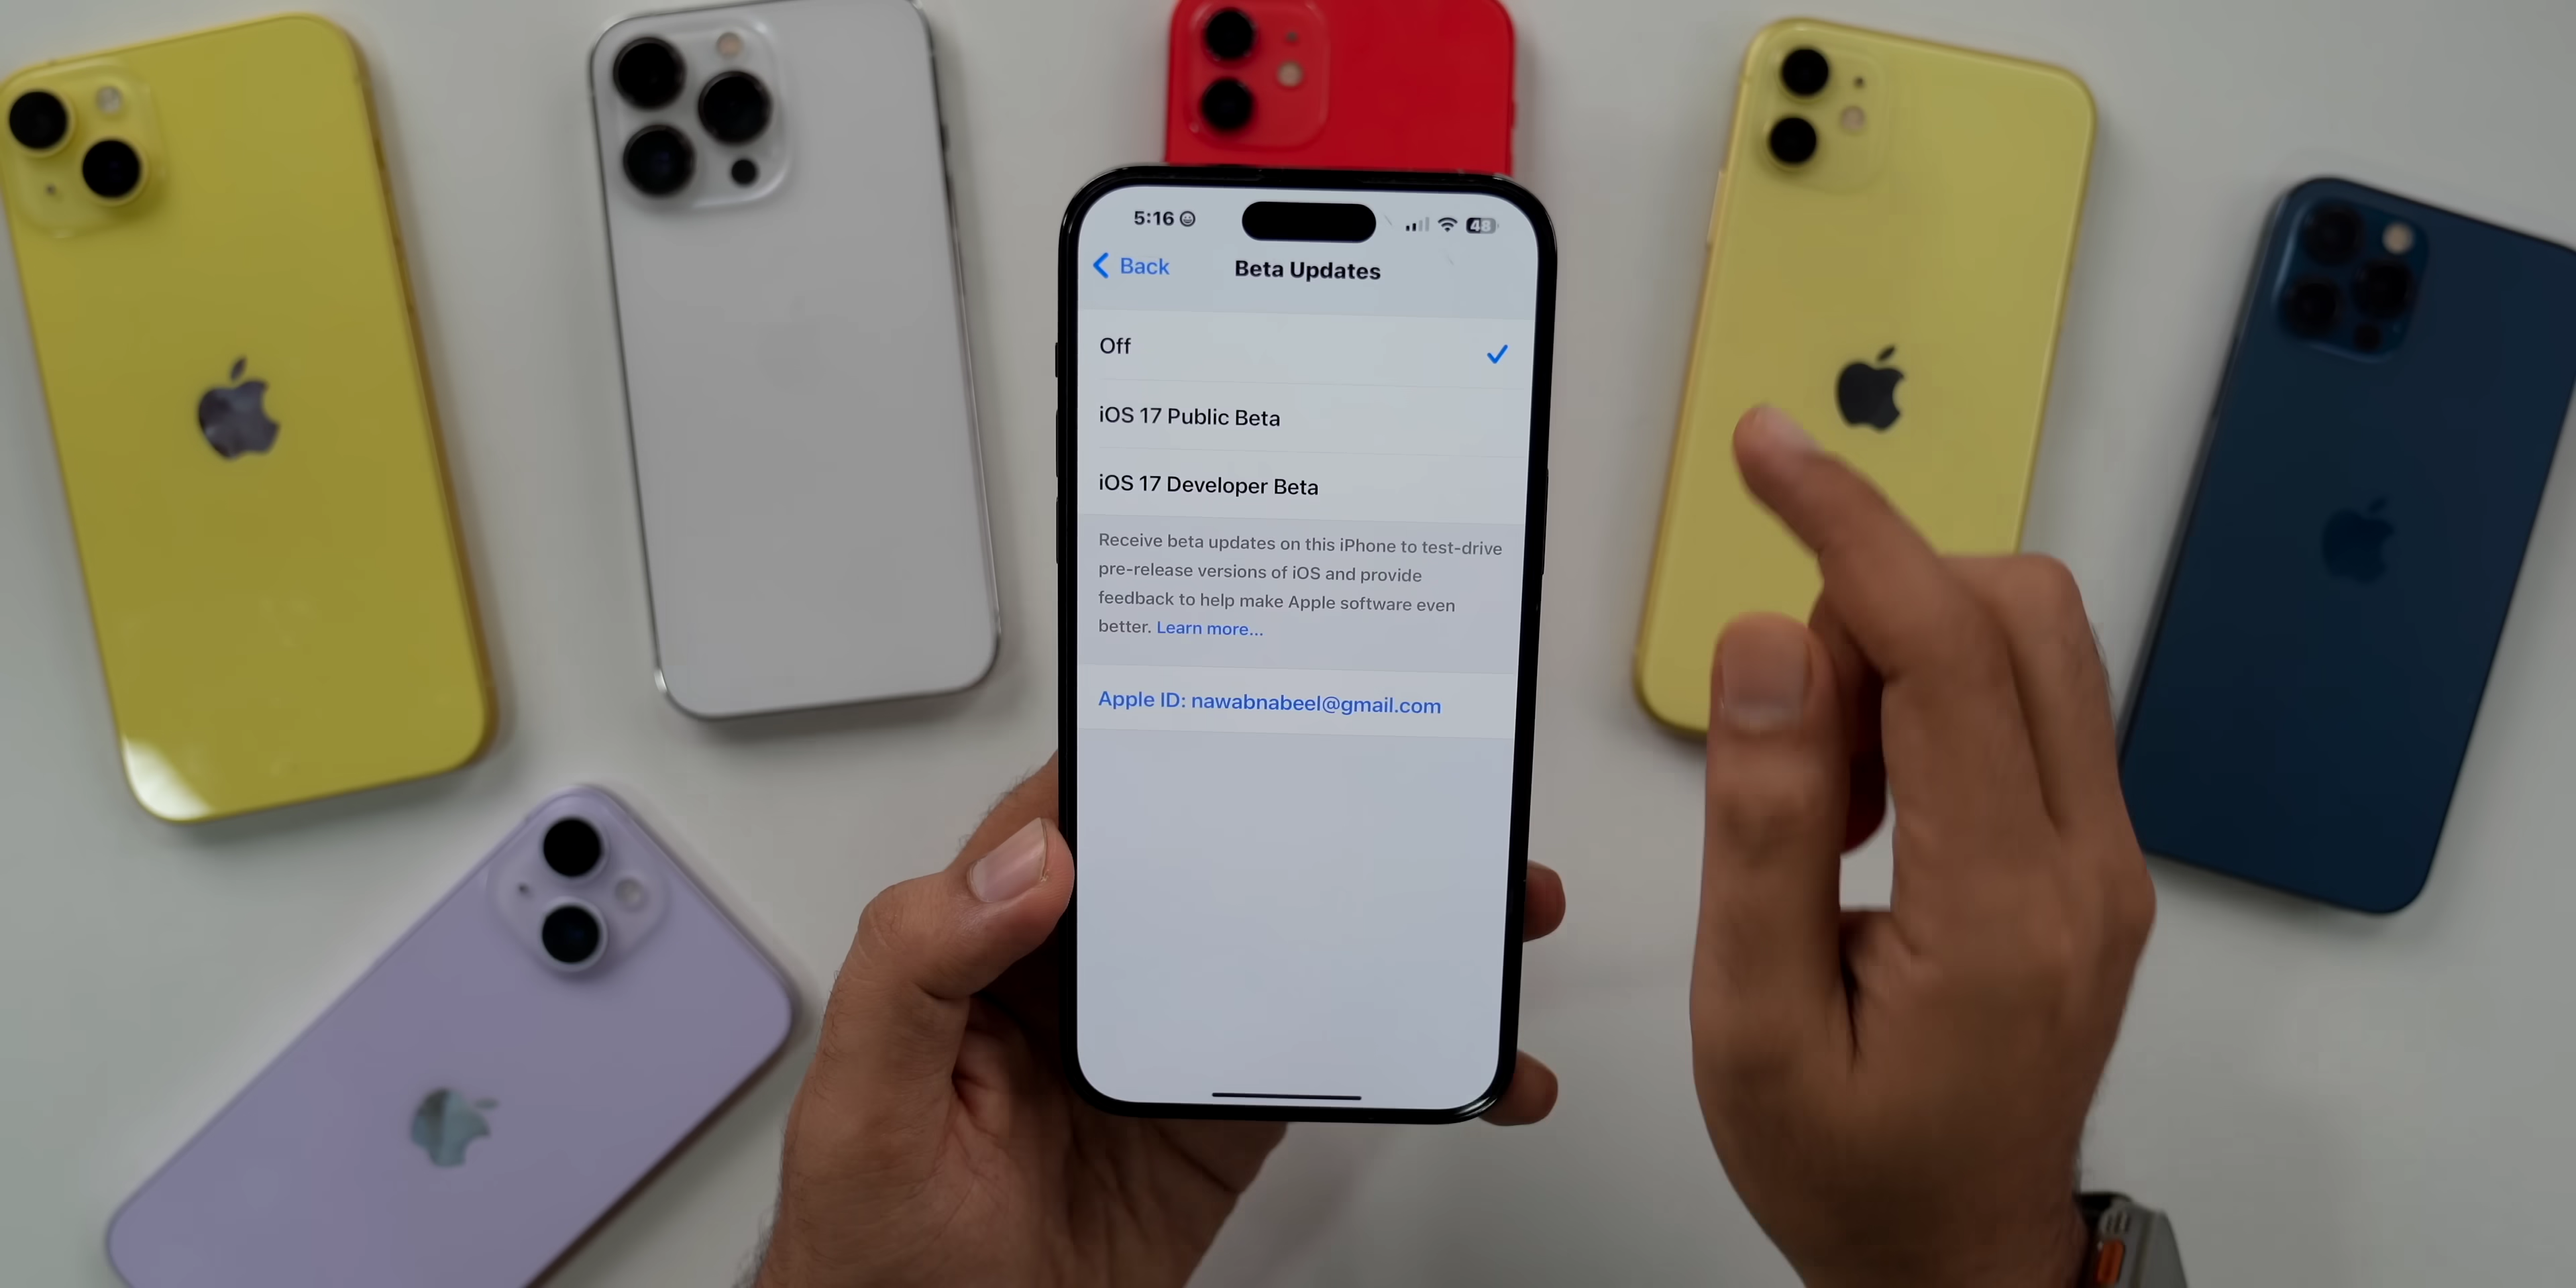 5:16
48
Back
Beta Updates
Off
iOS 17 Public Beta
iOS 17 Developer Beta
Receive beta updates on this iPhone to test-drive
pre-release versions of iOS and provide
feedback to help make Apple software even
better. Learn more...
Apple ID: nawabnabeel@gmail.com